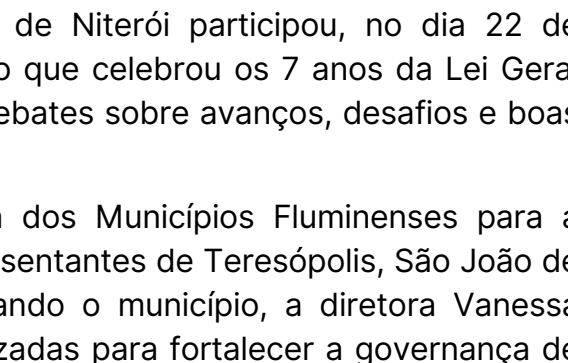 de Niterói participou, no dia 22 de
o que celebrou os 7 anos da Lei Gera
ebates sobre avanços, desafios e boas
a dos Municípios Fluminenses para a
sentantes de Teresópolis, São João de
ando o município, a diretora Vanessa
zadas para fortalecer a governança de